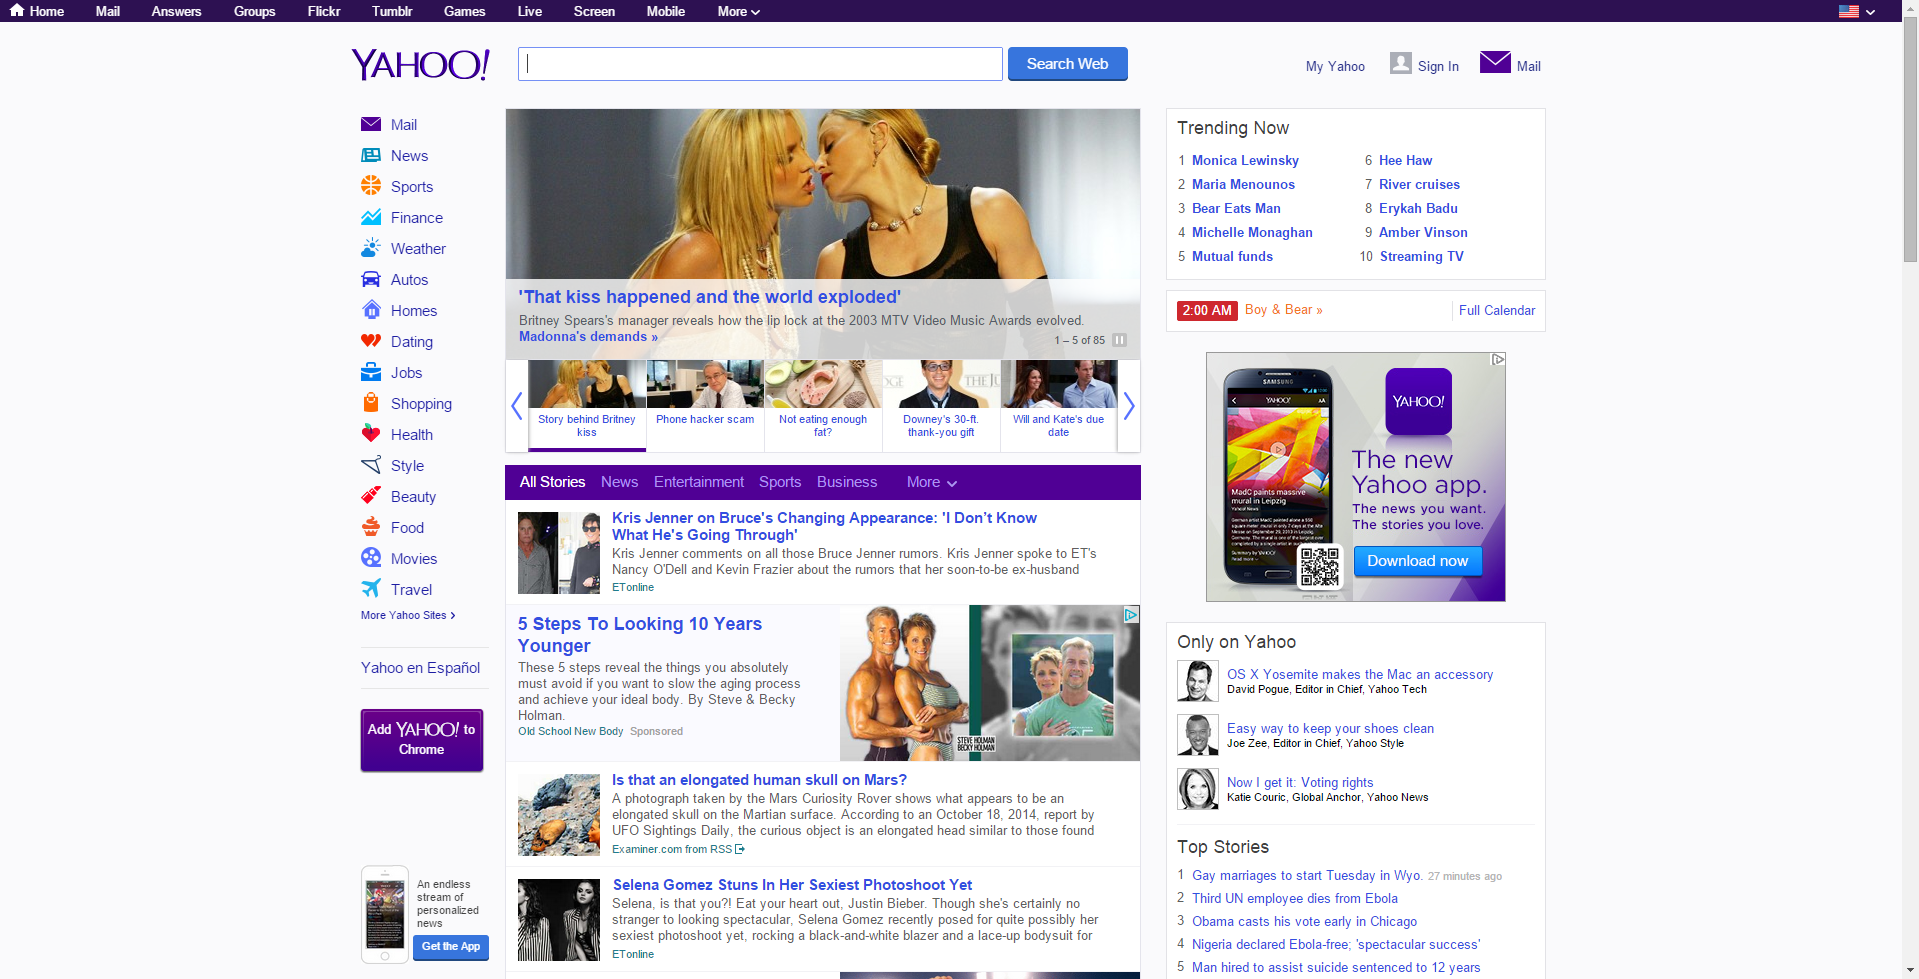 Home Mail Answers Groups Flickr Tumblr Games Live Screen Mobile More
YAHOO!
Search Web
My Yahoo
Sign In
Mail
Mail
News
Sports
Finance
Weather
Autos
Homes
Dating
Jobs
Shopping
Health
Style
Beauty
Food
Movies
Travel
More Yahoo Sites >
Yahoo en Español
Add YAHOO! to
Chrome
An endless
stream of
personalized
news
Get the App
'That kiss happened and the world exploded'
Britney Spears's manager reveals how the lip lock at the 2003 MTV Video Music Awards evolved.
Madonna's demands »
1 – 5 of 85
Story behind Britney
kiss
Phone hacker scam
Not eating enough
fat?
Downey's 30-ft.
thank-you gift
Will and Kate's due
date
All Stories News Entertainment Sports Business More
Kris Jenner on Bruce's Changing Appearance: 'I Don’t Know
What He's Going Through'
Kris Jenner comments on all those Bruce Jenner rumors. Kris Jenner spoke to ET's
Nancy O'Dell and Kevin Frazier about the rumors that her soon-to-be ex-husband
ETonline
5 Steps To Looking 10 Years
Younger
These 5 steps reveal the things you absolutely
must avoid if you want to slow the aging process
and achieve your ideal body. By Steve & Becky
Holman.
Old School New Body Sponsored
STEVE HOLMAN
BECKY HOLMAN
Is that an elongated human skull on Mars?
A photograph taken by the Mars Curiosity Rover shows what appears to be an
elongated skull on the Martian surface. According to an October 18, 2014, report by
UFO Sightings Daily, the curious object is an elongated head similar to those found
Examiner.com from RSS
Selena Gomez Stuns In Her Sexiest Photoshoot Yet
Selena, is that you?! Eat your heart out, Justin Bieber. Though she's certainly no
stranger to looking spectacular, Selena Gomez recently posed for quite possibly her
sexiest photoshoot yet, rocking a black-and-white blazer and a lace-up bodysuit for
ETonline
Trending Now
1 Monica Lewinsky
2 Maria Menounos
3 Bear Eats Man
4 Michelle Monaghan
5 Mutual funds
6 Hee Haw
7 River cruises
8 Erykah Badu
9 Amber Vinson
10 Streaming TV
2:00 AM Boy & Bear » Full Calendar
SAMSUNG
YAHOO!
AA
MadC paints massive
mural in Leipzig
Yahoo News
YAHOO!
The new
Yahoo app.
The news you want.
The stories you love.
Download now
Only on Yahoo
OS X Yosemite makes the Mac an accessory
David Pogue, Editor in Chief, Yahoo Tech
Easy way to keep your shoes clean
Joe Zee, Editor in Chief, Yahoo Style
Now I get it: Voting rights
Katie Couric, Global Anchor, Yahoo News
Top Stories
1 Gay marriages to start Tuesday in Wyo. 27 minutes ago
2 Third UN employee dies from Ebola
3 Obama casts his vote early in Chicago
4 Nigeria declared Ebola-free; 'spectacular success'
5 Man hired to assist suicide sentenced to 12 years